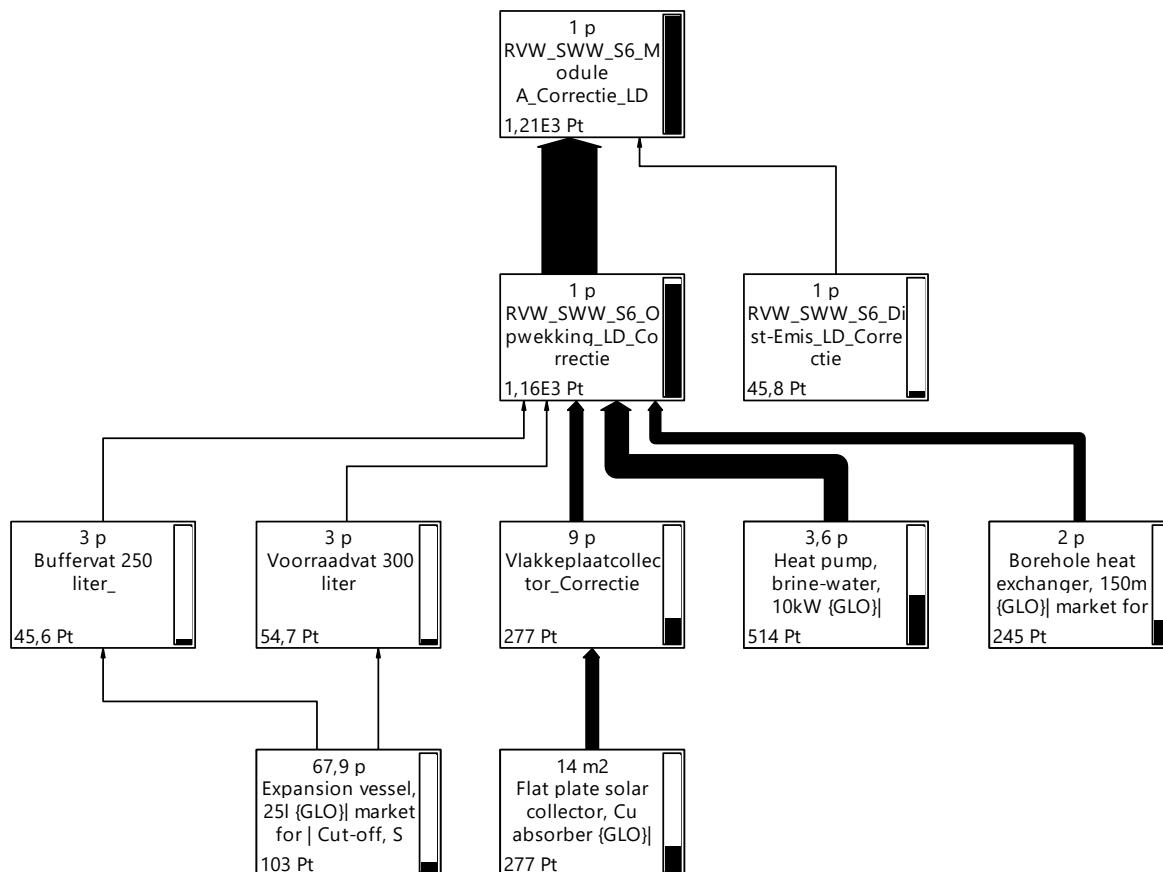 1 p
RVW_SWW_S6_M
odule
A_Correctie_LD
1,21E3 Pt
1 p
RVW_SWW_S6_O
pwekking_LD_Co
rrectie
1,16E3 Pt
1 p
RVW_SWW_S6_Di
st-Emis_LD_Corre
ctie
45,8 Pt
3 p
Buffervat 250
liter_
45,6 Pt
3 p
Voorraadvat 300
liter
54,7 Pt
9 p
Vlakkeplaatcollec
tor_Correctie
277 Pt
3,6 p
Heat pump,
brine-water,
10kW {GLO}|
514 Pt
2 p
Borehole heat
exchanger, 150m
{GLO}| market for
245 Pt
67,9 p
Expansion vessel,
25l {GLO}| market
for | Cut-off, S
103 Pt
14 m2
Flat plate solar
collector, Cu
absorber {GLO}|
277 Pt